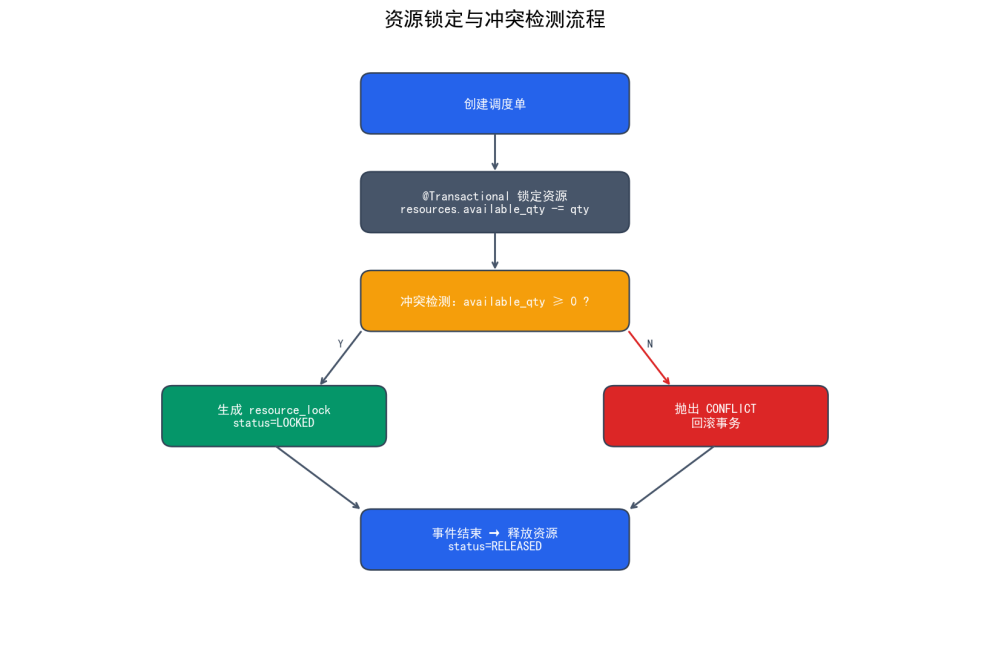 资源锁定与冲突检测流程
创建调度单
@Transactional 锁定资源
resources.available_qty -= qty
冲突检测: available_qty ≥ 0 ?
Y
N
生成 resource_lock
status=LOCKED
抛出 CONFLICT
回滚事务
事件结束 → 释放资源
status=RELEASED